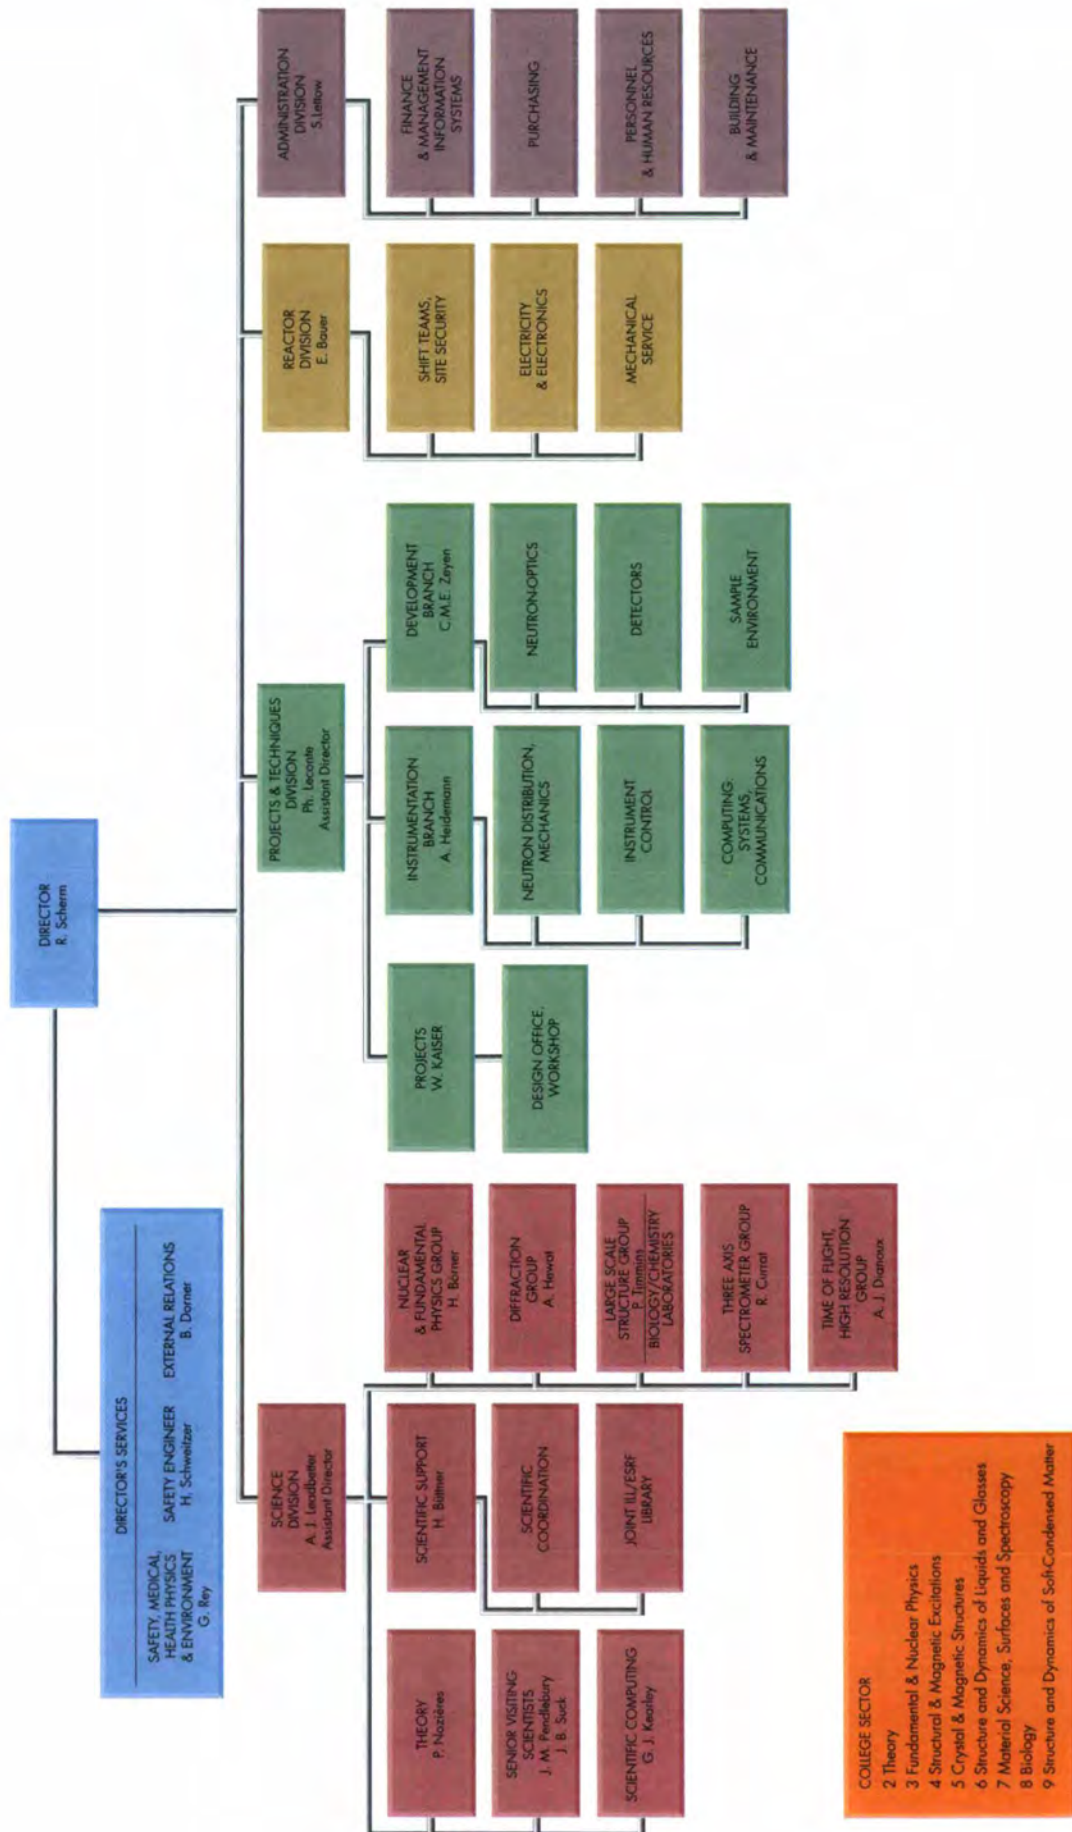 DIRECTOR
R. Scherm
DIRECTOR'S SERVICES
SAFETY, MEDICAL,
HEALTH PHYSICS
& ENVIRONMENT
G. Rey
SAFETY ENGINEER
H. Schweitzer
EXTERNAL RELATIONS
B. Dorner
SCIENCE
DIVISION
A. J. Leadbetter
Assistant Director
PROJECTS & TECHNIQUES
DIVISION
Ph. Leconte
Assistant Director
REACTOR
DIVISION
E. Bauer
ADMINISTRATION
DIVISION
S.Lettow
THEORY
P. Nozières
SENIOR VISITING
SCIENTISTS
J. M. Pendlebury
J. B. Suck
SCIENTIFIC COMPUTING
G. J. Kearley
SCIENTIFIC SUPPORT
H. Büttner
SCIENTIFIC
COORDINATION
JOINT ILL/ESRF
LIBRARY
NUCLEAR
& FUNDAMENTAL
PHYSICS GROUP
H. Börner
DIFFRACTION
GROUP
A. Hewat
LARGE SCALE
STRUCTURE GROUP
P. Timmins
BIOLOGY/CHEMISTRY
LABORATORIES
THREE AXIS
SPECTROMETER GROUP
R. Currat
TIME OF FLIGHT,
HIGH RESOLUTION
GROUP
A. J. Dianoux
PROJECTS
W. KAISER
DESIGN OFFICE,
WORKSHOP
INSTRUMENTATION
BRANCH
A. Heidemann
NEUTRON DISTRIBUTION,
MECHANICS
INSTRUMENT
CONTROL
COMPUTING:
SYSTEMS,
COMMUNICATIONS
DEVELOPMENT
BRANCH
C.M.E. Zeyen
NEUTRON-OPTICS
DETECTORS
SAMPLE
ENVIRONMENT
SHIFT TEAMS,
SITE SECURITY
ELECTRICITY
& ELECTRONICS
MECHANICAL
SERVICE
FINANCE
& MANAGEMENT
INFORMATION
SYSTEMS
PURCHASING
PERSONNEL
& HUMAN RESOURCES
BUILDING
& MAINTENANCE
COLLEGE SECTOR
2 Theory
3 Fundamental & Nuclear Physics
4 Structural & Magnetic Excitations
5 Crystal & Magnetic Structures
6 Structure and Dynamics of Liquids and Glasses
7 Material Science, Surfaces and Spectroscopy
8 Biology
9 Structure and Dynamics of Soft-Condensed Matter